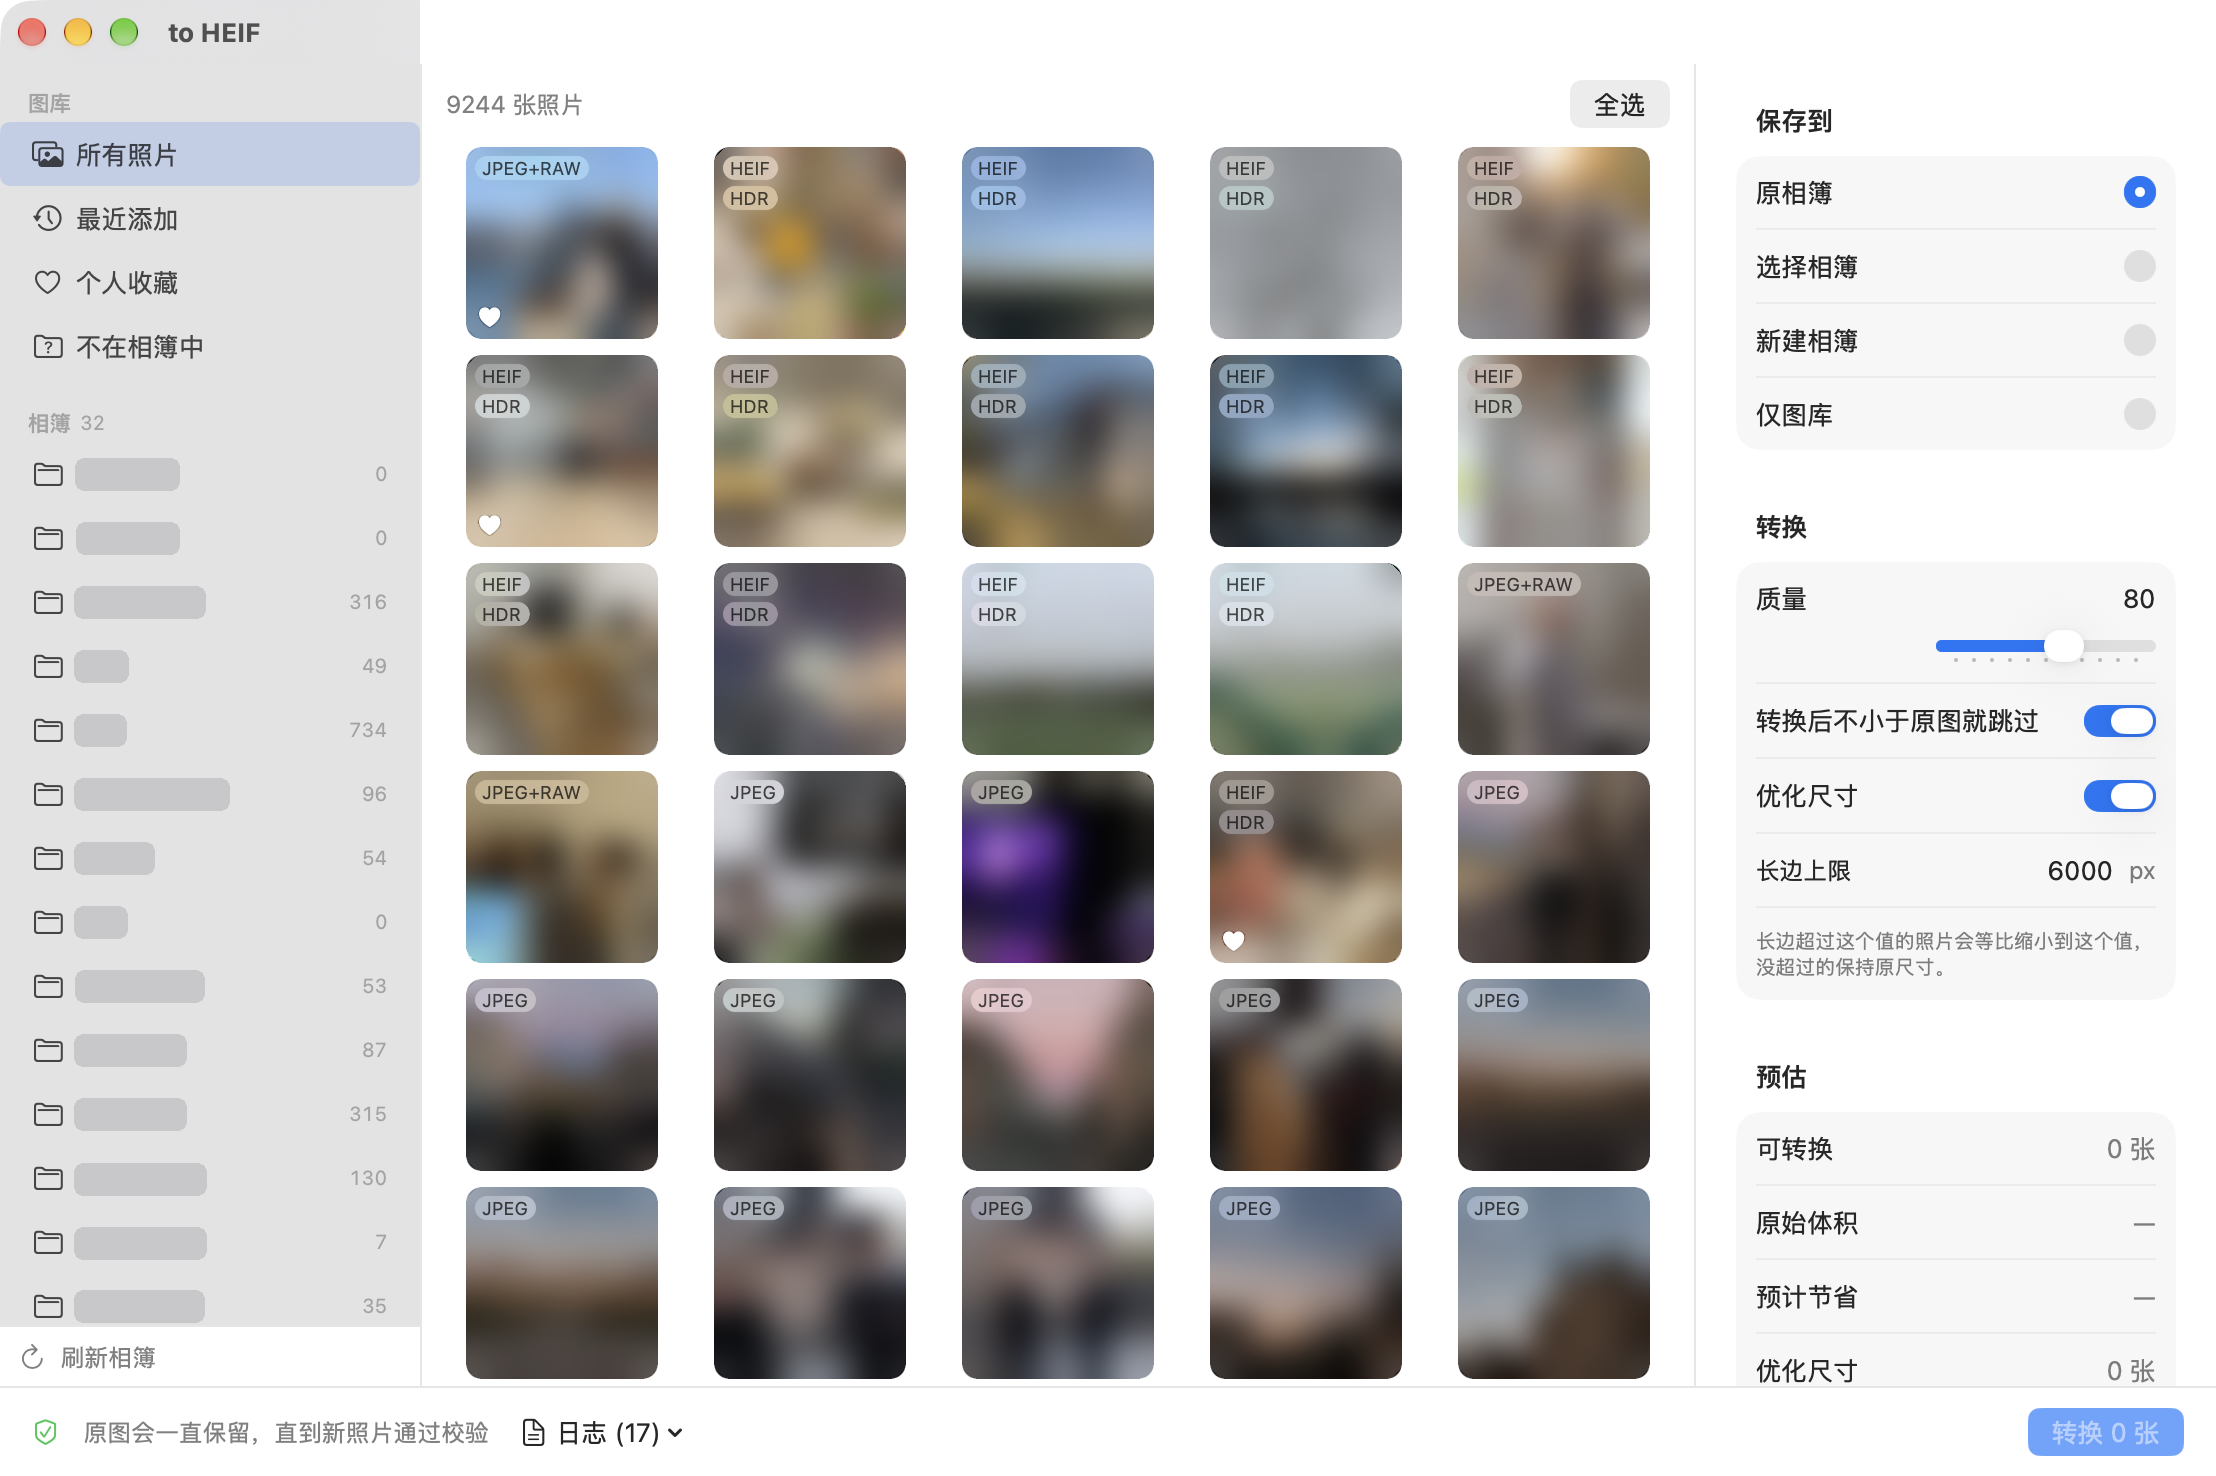 to HEIF
图库
所有照片
最近添加
个人收藏
不在相簿中
相簿 32
0
0
316
49
734
96
54
0
53
87
315
130
7
35
刷新相簿
9244 张照片
全选
JPEG+RAW
HEIF
HDR
HEIF
HDR
HEIF
HDR
HEIF
HDR
HEIF
HDR
HEIF
HDR
HEIF
HDR
HEIF
HDR
HEIF
HDR
HEIF
HDR
HEIF
HDR
HEIF
HDR
HEIF
HDR
JPEG+RAW
JPEG+RAW
JPEG
JPEG
HEIF
HDR
JPEG
JPEG
JPEG
JPEG
JPEG
JPEG
JPEG
JPEG
JPEG
JPEG
JPEG
保存到
原相簿
选择相簿
新建相簿
仅图库
转换
质量 80
转换后不小于原图就跳过
优化尺寸
长边上限 6000 px
长边超过这个值的照片会等比缩小到这个值，
没超过的保持原尺寸。
预估
可转换 0 张
原始体积 —
预计节省 —
优化尺寸 0 张
原图会一直保留，直到新照片通过校验
日志 (17)
转换 0 张